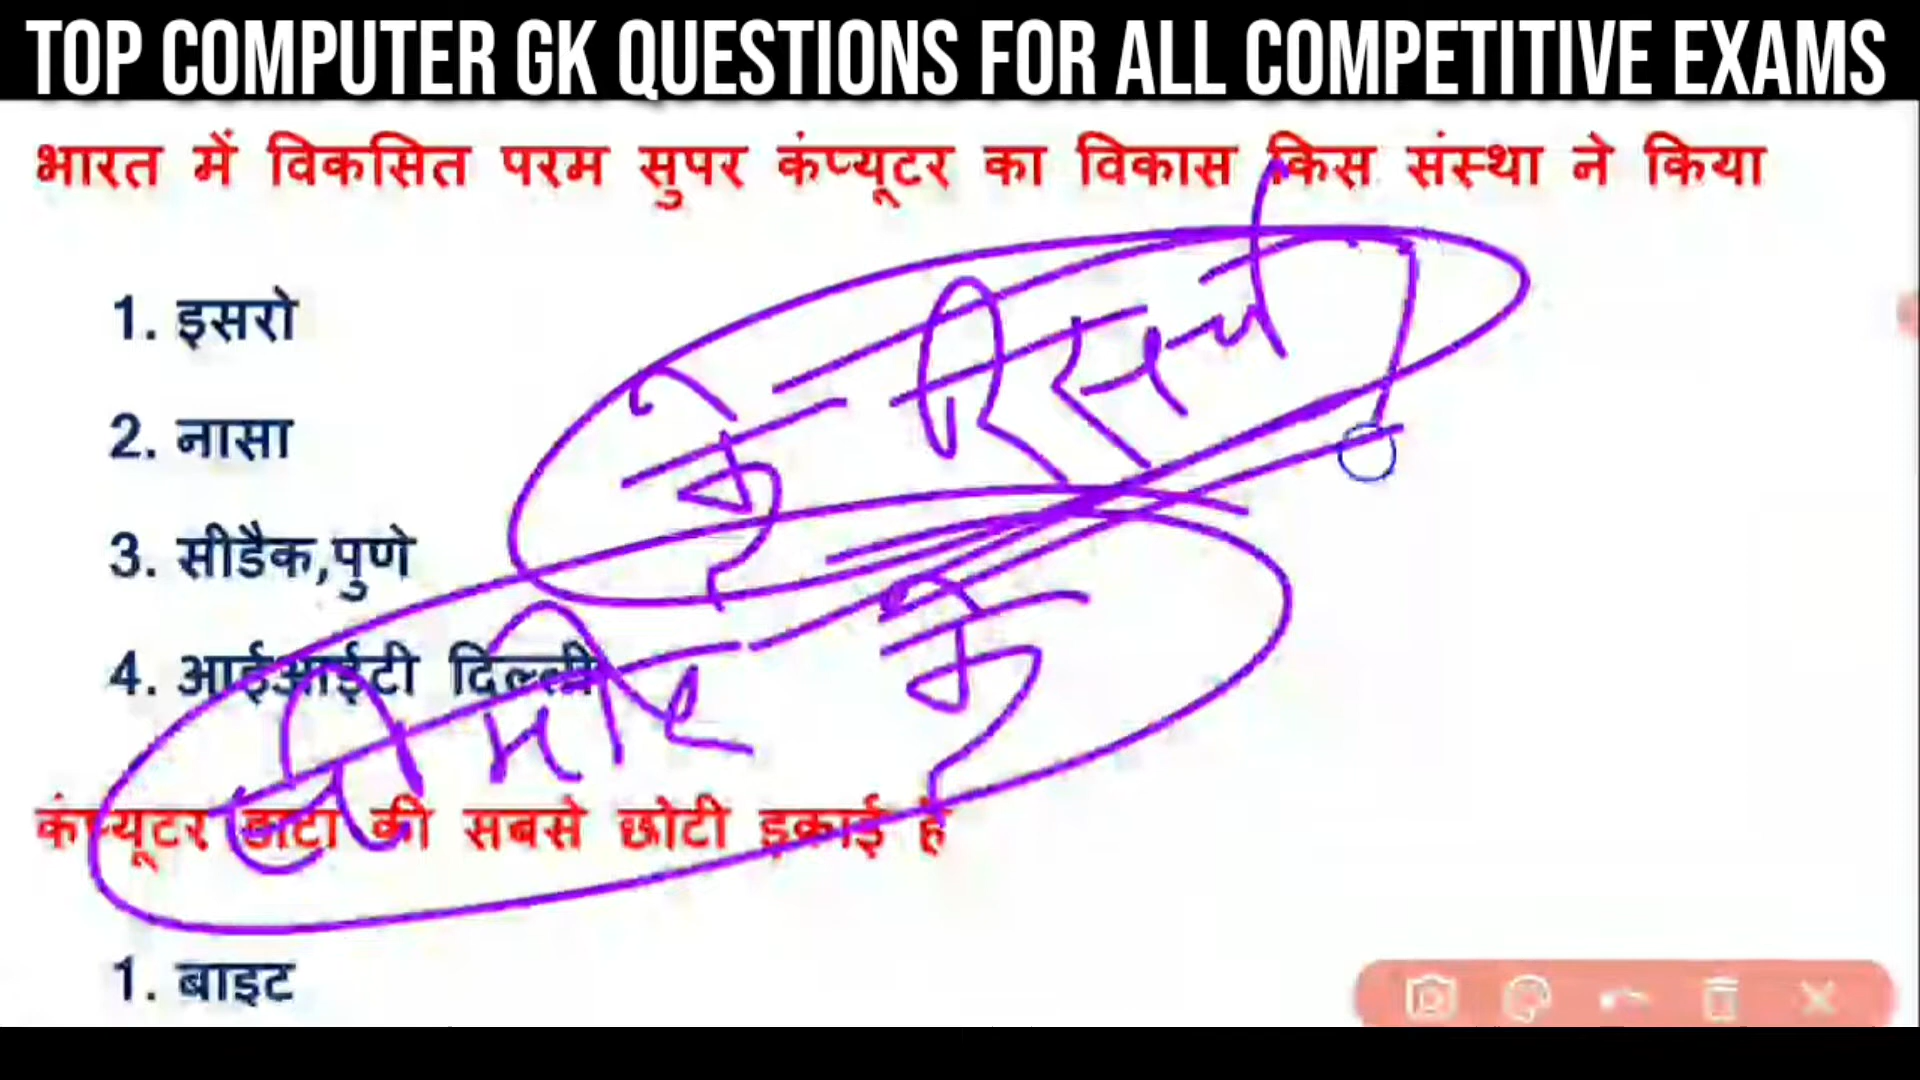 TOP COMPUTER GK QUESTIONS FOR ALL COMPETITIVE EXAMS
भारत में विकसित परम सुपर कंप्यूटर का विकास किस संस्था ने किया
1. इसरो
2. नासा
3. सीडैक,पुणे
4. आईआईटी दिल्ली
कंप्यूटर डाटा की सबसे छोटी इकाई है
1. बाइट